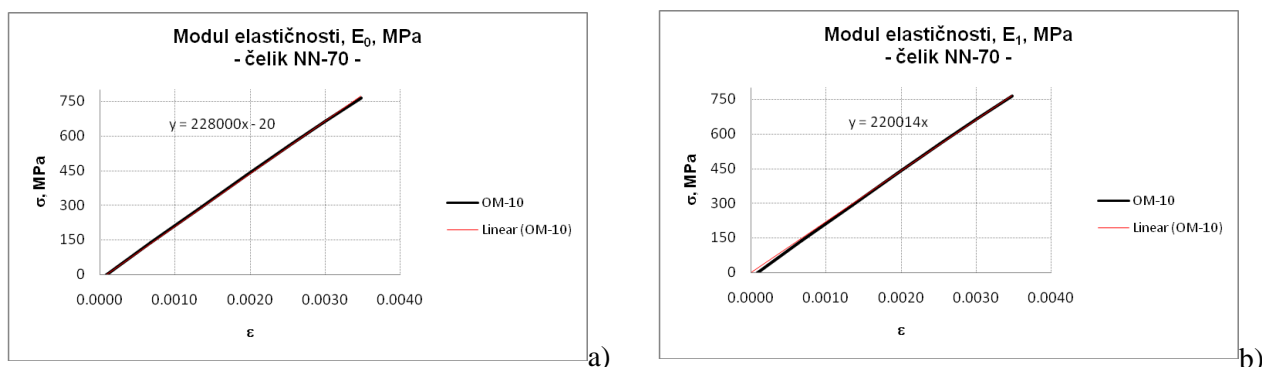 Modul elastičnosti, E₀, MPa
- čelik NN-70 -
750
600
450
300
150
0
σ, MPa
y = 228000x - 20
0.0000 0.0010 0.0020 0.0030 0.0040
ε
OM-10
Linear (OM-10)
a)
Modul elastičnosti, E₁, MPa
- čelik NN-70 -
750
600
450
300
150
0
σ, MPa
y = 220014x
0.0000 0.0010 0.0020 0.0030 0.0040
ε
OM-10
Linear (OM-10)
b)